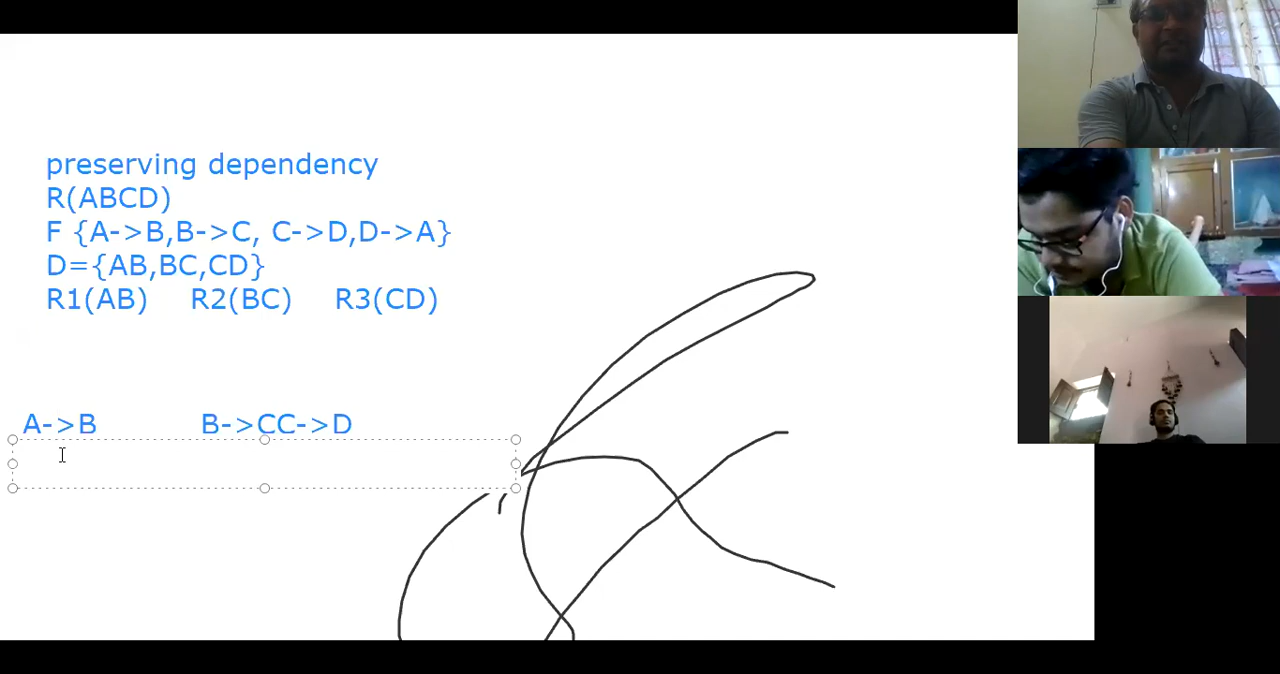 preserving dependency
R(ABCD)
F {A->B,B->C, C->D,D->A}
D={AB,BC,CD}
R1(AB) R2(BC) R3(CD)
A->B B->CC->D